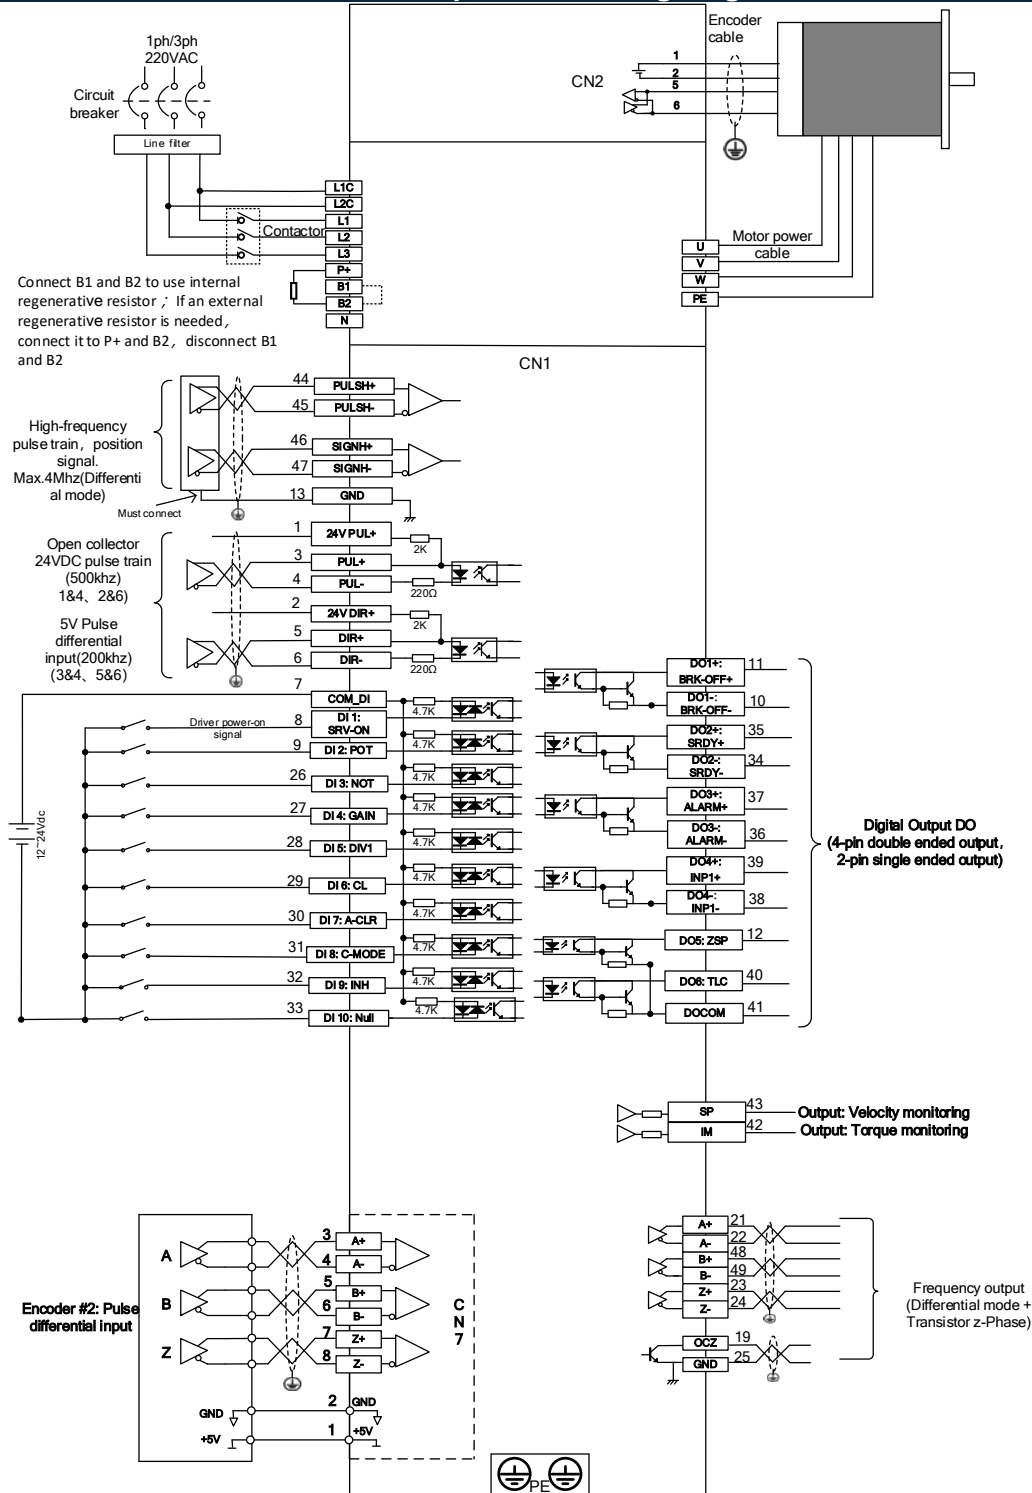 1ph/3ph
220VAC
Circuit
breaker
Line filter
Contactor
L1C
L2C
L1
L2
L3
P+
B1
B2
N
Connect B1 and B2 to use internal
regenerative resistor ；If an external
regenerative resistor is needed，
connect it to P+ and B2，disconnect B1
and B2
CN2
1
2
5
6
Encoder
cable
U
V
W
PE
Motor power
cable
CN1
High-frequency
pulse train，position
signal.
Max.4Mhz(Differenti
al mode)
Must connect
44 PULSH+
45 PULSH-
46 SIGNH+
47 SIGNH-
13 GND
Open collector
24VDC pulse train
(500khz)
1&4、2&6)
5V Pulse
differential
input(200khz)
(3&4、5&6)
1 24V PUL+
2K
3 PUL+
4 PUL-
220Ω
2 24V DIR+
2K
5 DIR+
6 DIR-
220Ω
7 COM_DI
4.7K
12~24Vdc
Driver power-on
signal
8 DI 1:
SRV-ON
4.7K
9 DI 2: POT
4.7K
26 DI 3: NOT
4.7K
27 DI 4: GAIN
4.7K
28 DI 5: DIV1
4.7K
29 DI 6: CL
4.7K
30 DI 7: A-CLR
4.7K
31 DI 8: C-MODE
4.7K
32 DI 9: INH
4.7K
33 DI 10: Null
DO1+:
BRK-OFF+ 11
DO1-:
BRK-OFF- 10
DO2+:
SRDY+ 35
DO2-:
SRDY- 34
DO3+:
ALARM+ 37
DO3-:
ALARM- 36
DO4+:
INP1+ 39
DO4-:
INP1- 38
DO5: ZSP 12
DO6: TLC 40
DOCOM 41
Digital Output DO
(4-pin double ended output，
2-pin single ended output)
SP 43 Output: Velocity monitoring
IM 42 Output: Torque monitoring
Encoder #2: Pulse
differential input
A
B
Z
GND
+5V
3 A+
4 A-
5 B+
6 B-
7 Z+
8 Z-
2 GND
1 +5V
C
N
7
A+ 21
A- 22
B+ 48
B- 49
Z+ 23
Z- 24
OCZ 19
GND 25
Frequency output
(Differential mode +
Transistor z-Phase)
PE